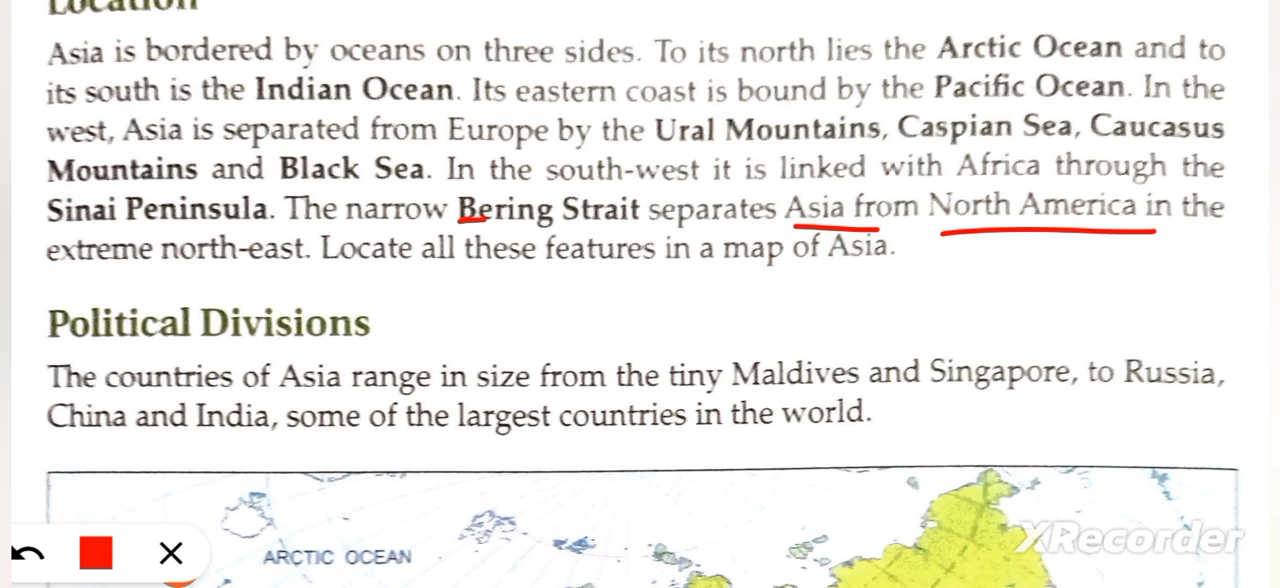 Location
Asia is bordered by oceans on three sides. To its north lies the Arctic Ocean and to
its south is the Indian Ocean. Its eastern coast is bound by the Pacific Ocean. In the
west, Asia is separated from Europe by the Ural Mountains, Caspian Sea, Caucasus
Mountains and Black Sea. In the south-west it is linked with Africa through the
Sinai Peninsula. The narrow Bering Strait separates Asia from North America in the
extreme north-east. Locate all these features in a map of Asia.
Political Divisions
The countries of Asia range in size from the tiny Maldives and Singapore, to Russia,
China and India, some of the largest countries in the world.
ARCTIC OCEAN
XRecorder